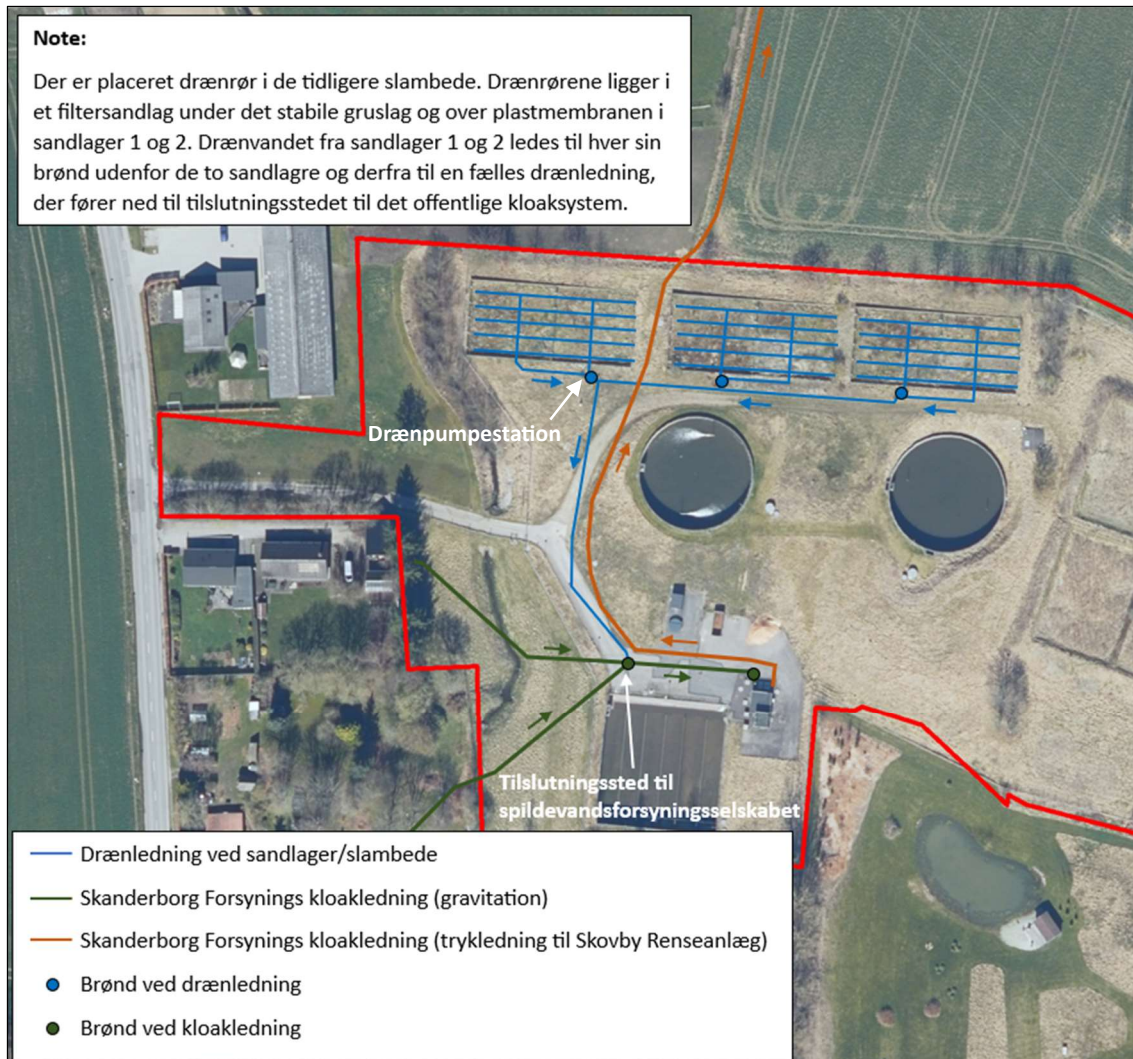 Note:
Der er placeret drænrør i de tidligere slambede. Drænrørene ligger i
et filtersandlag under det stabile gruslag og over plastmembranen i
sandlager 1 og 2. Drænvandet fra sandlager 1 og 2 ledes til hver sin
brønd udenfor de to sandlagre og derfra til en fælles drænledning,
der fører ned til tilslutningsstedet til det offentlige kloaksystem.
Drænpumpestation
Tilslutningssted til
spildevandsforsyningsselskabet
Drænledning ved sandlager/slambede
Skanderborg Forsynings kloakledning (gravitation)
Skanderborg Forsynings kloakledning (trykledning til Skovby Renseanlæg)
Brønd ved drænledning
Brønd ved kloakledning